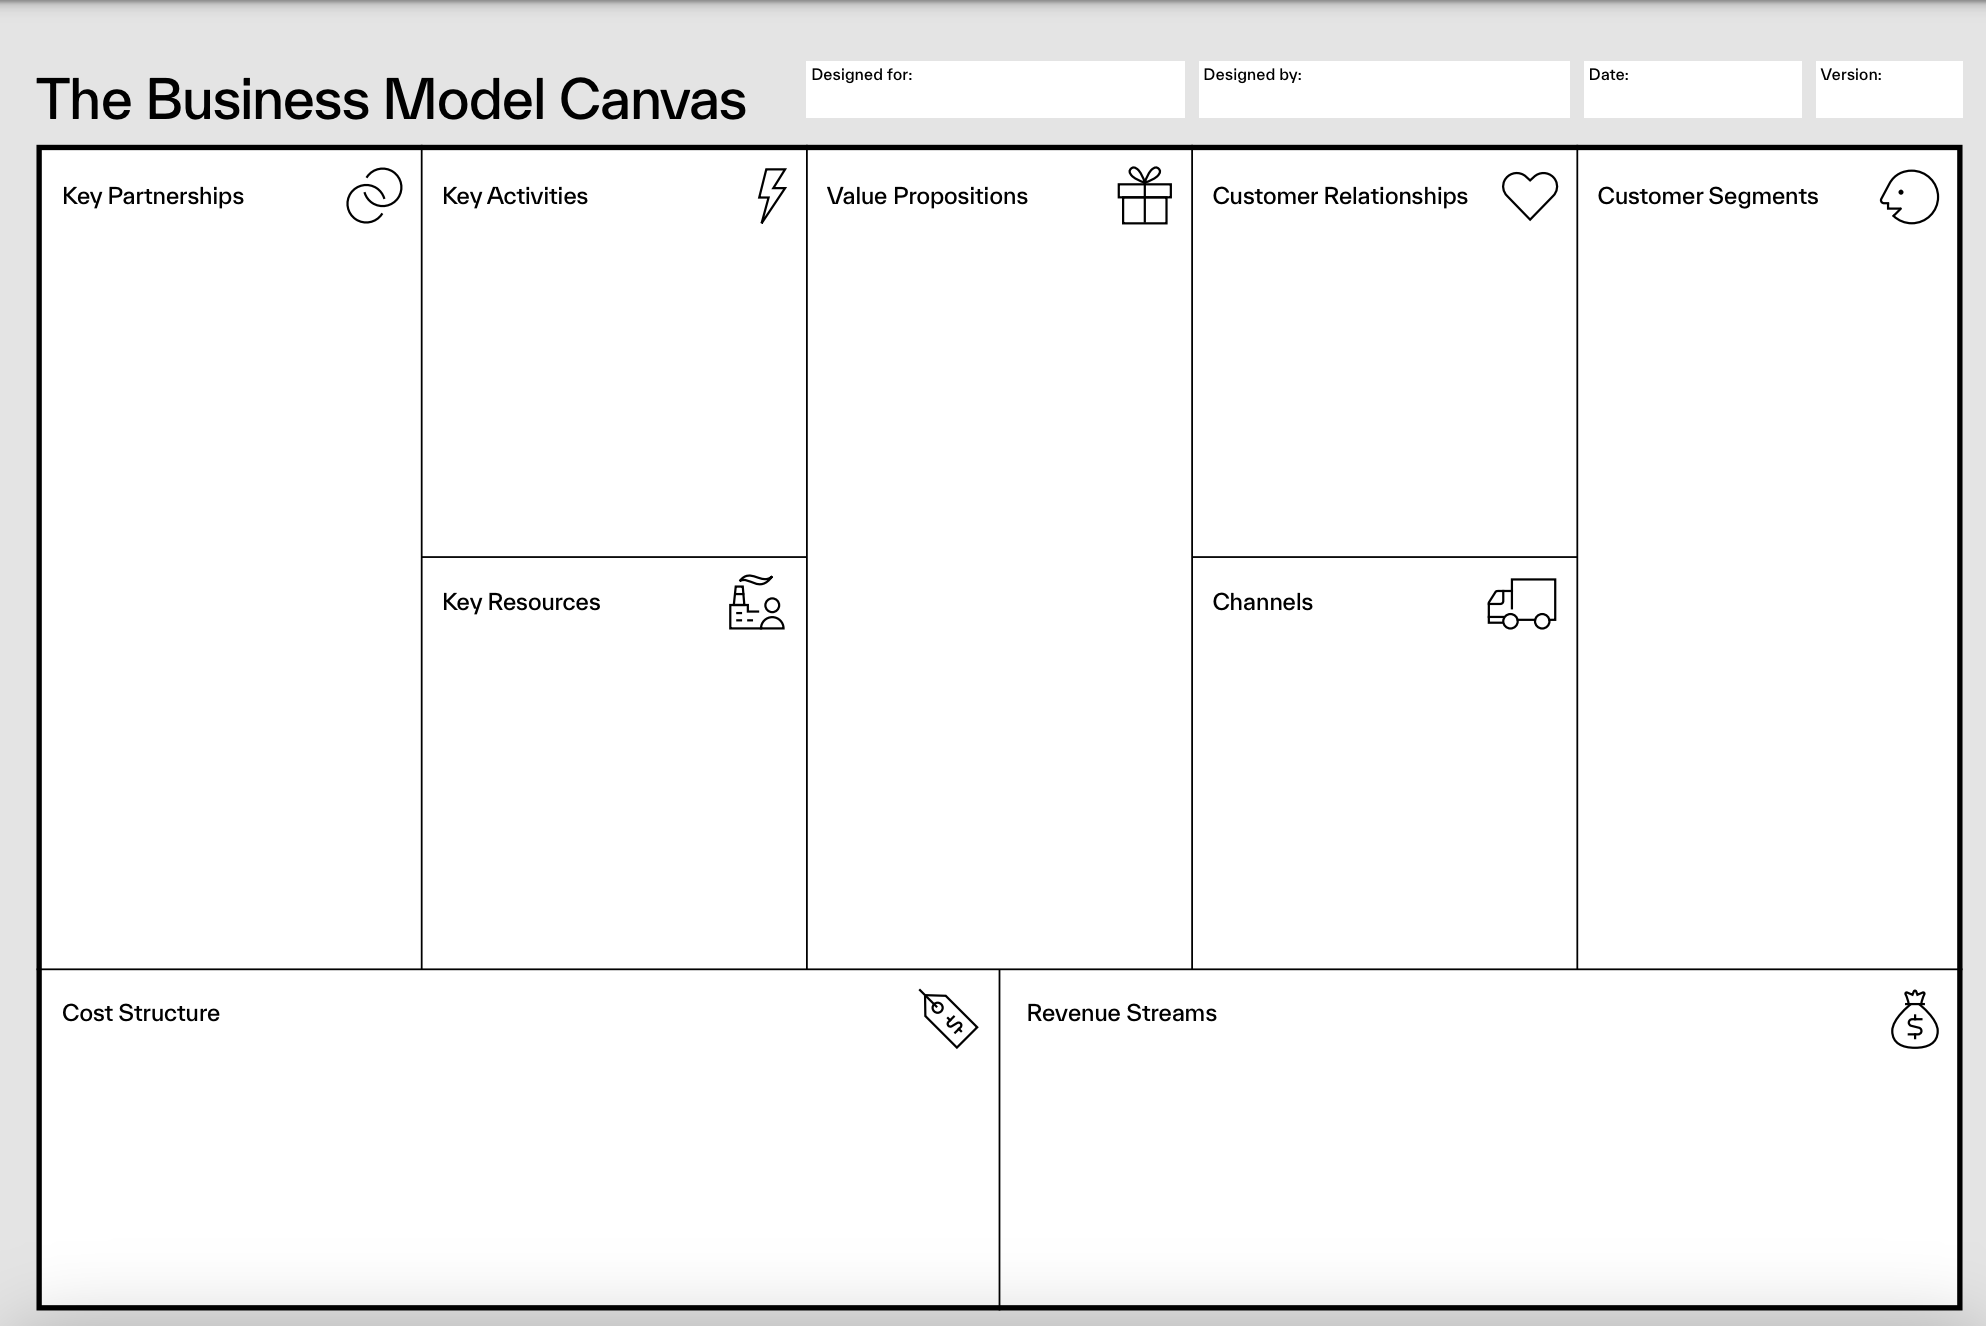 The Business Model Canvas
Designed for:
Designed by:
Date:
Version:
Key Partnerships
Key Activities
Value Propositions
Customer Relationships
Customer Segments
Key Resources
Channels
Cost Structure
$
Revenue Streams
$